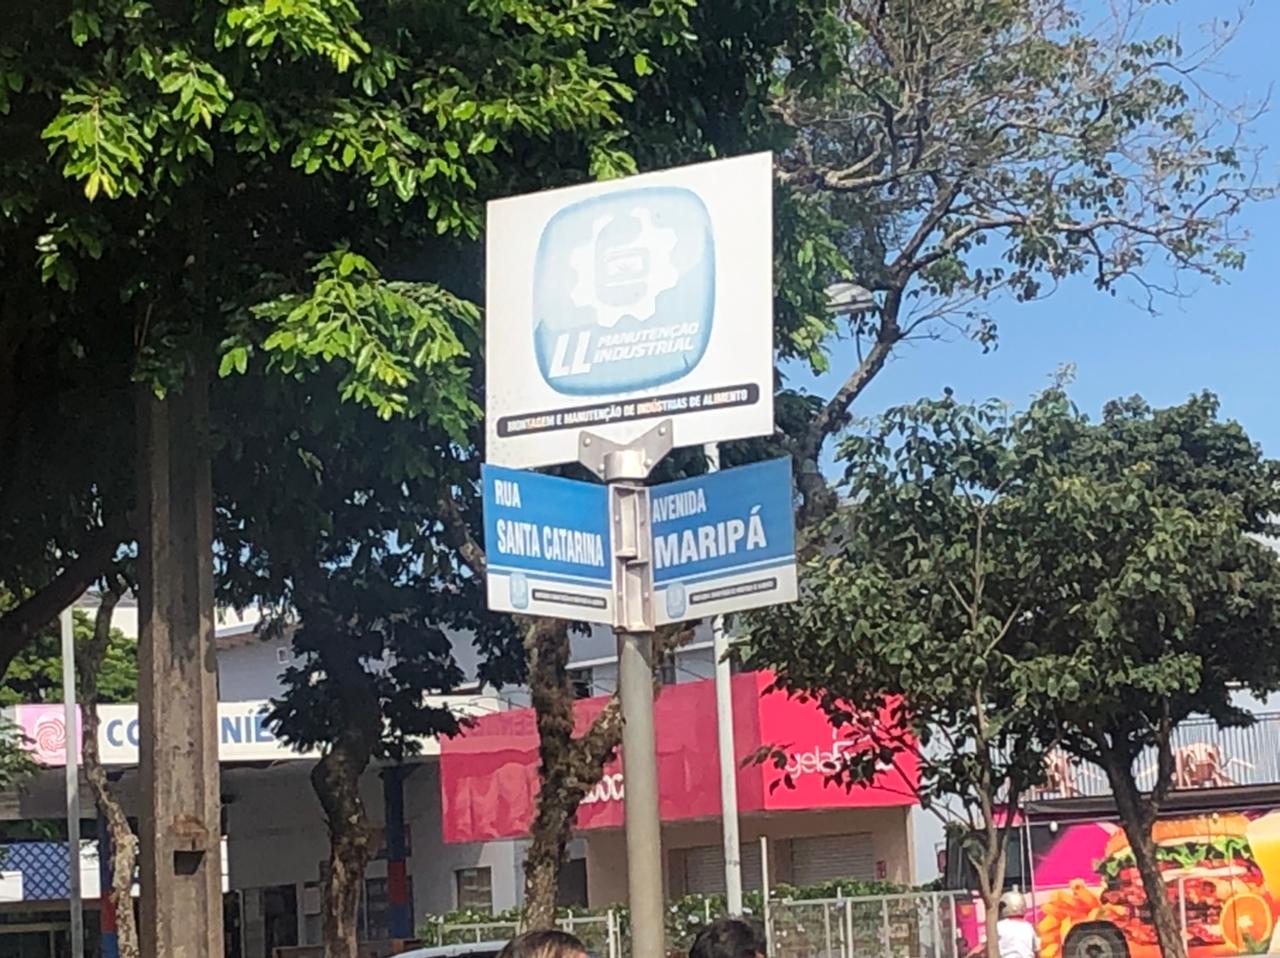 LL MANUTENÇÃO
INDUSTRIAL
MONTAGEM E MANUTENÇÃO DE INDÚSTRIAS DE ALIMENTO
RUA
SANTA CATARINA
AVENIDA
MARIPÁ